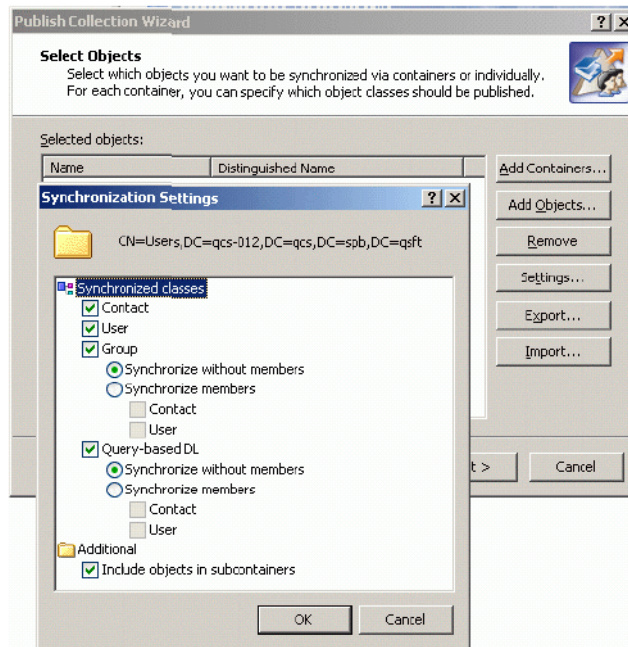 Publish Collection Wizard
Select Objects
Select which objects you want to be synchronized via containers or individually.
For each container, you can specify which object classes should be published.
Selected objects:
Name Distinguished Name
Add Containers...
Add Objects...
Remove
Settings...
Export...
Import...
t > Cancel
Synchronization Settings
CN=Users,DC=qcs-012,DC=qcs,DC=spb,DC=qsft
Synchronized classes
Contact
User
Group
Synchronize without members
Synchronize members
Contact
User
Query-based DL
Synchronize without members
Synchronize members
Contact
User
Additional
Include objects in subcontainers
OK Cancel